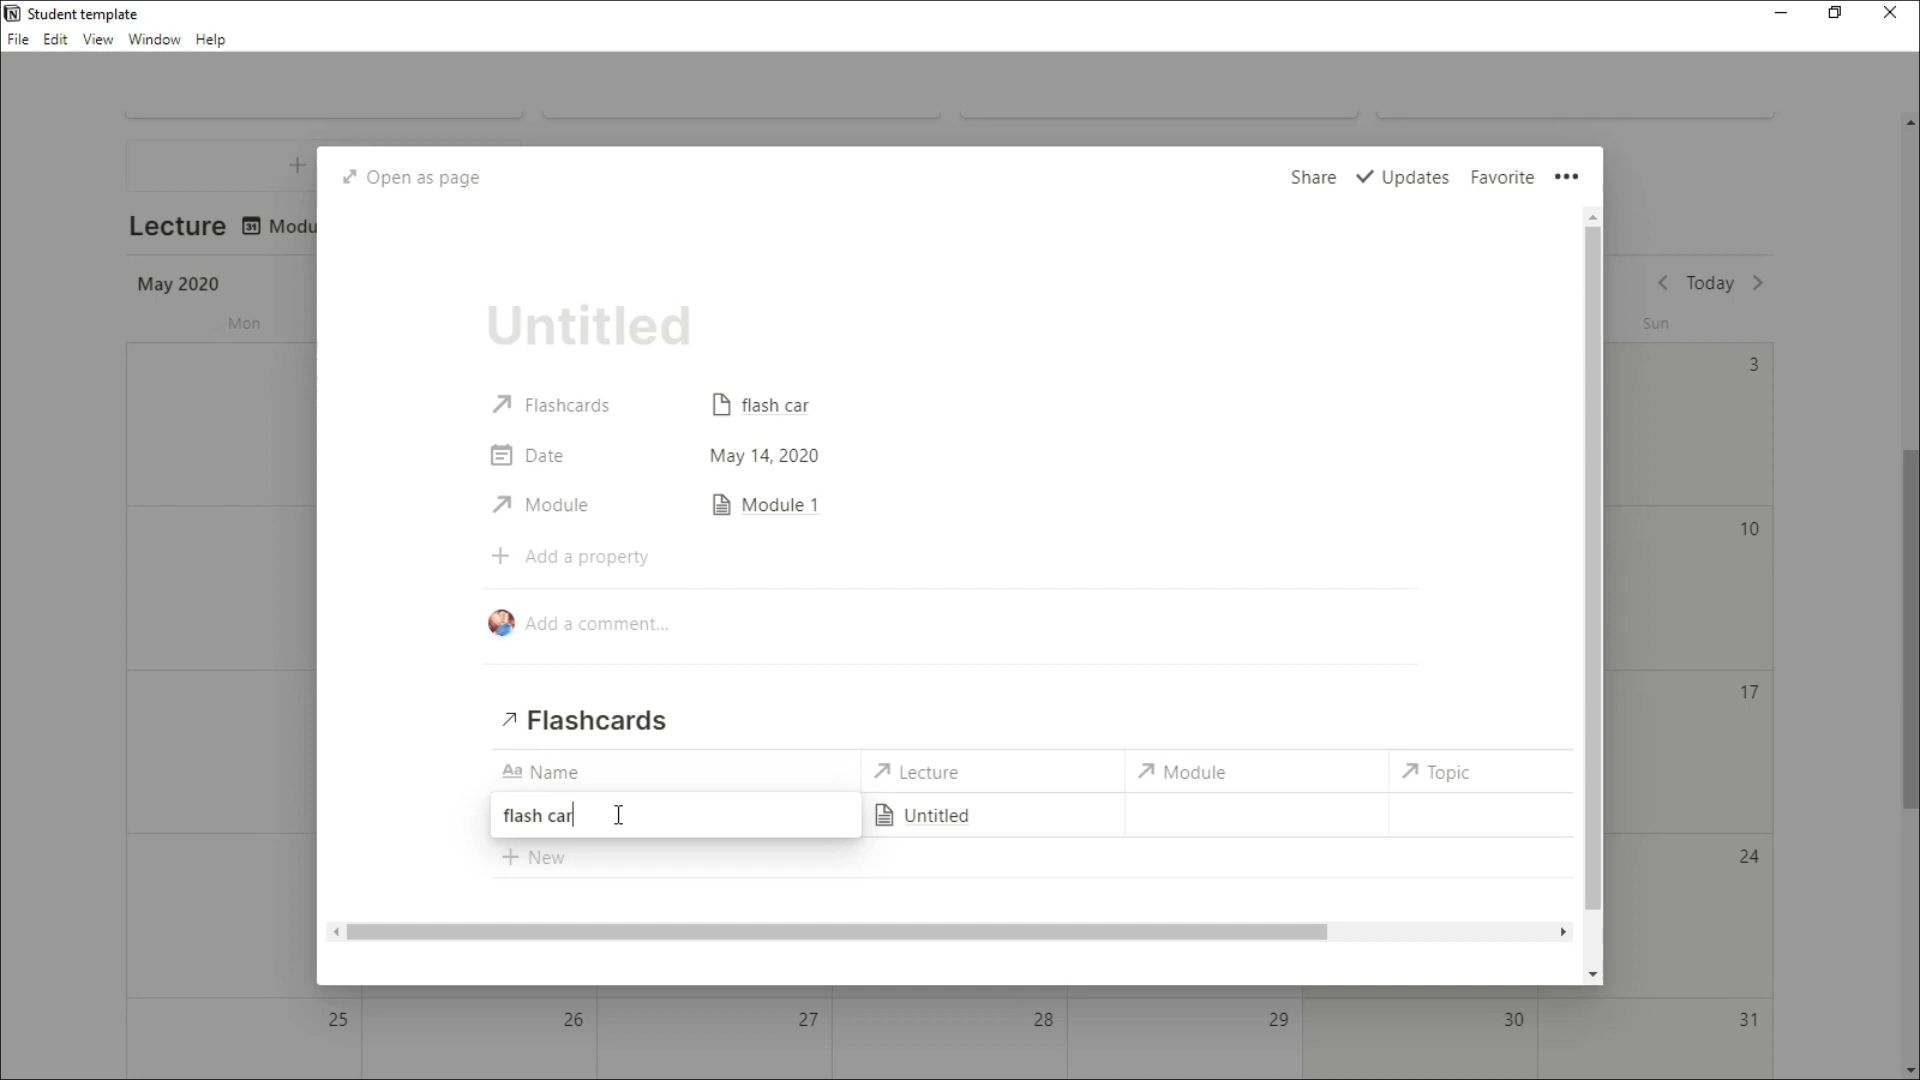 Student template
File Edit View Window Help
Open as page
Share Updates Favorite •••
Lecture 31 Modu
May 2020
Today
Mon
Sun
Untitled
Flashcards flash car
Date May 14, 2020
Module Module 1
Add a property
Add a comment...
Flashcards
Aa Name Lecture Module Topic
flash car Untitled
New
3
10
17
24
25 26 27 28 29 30 31